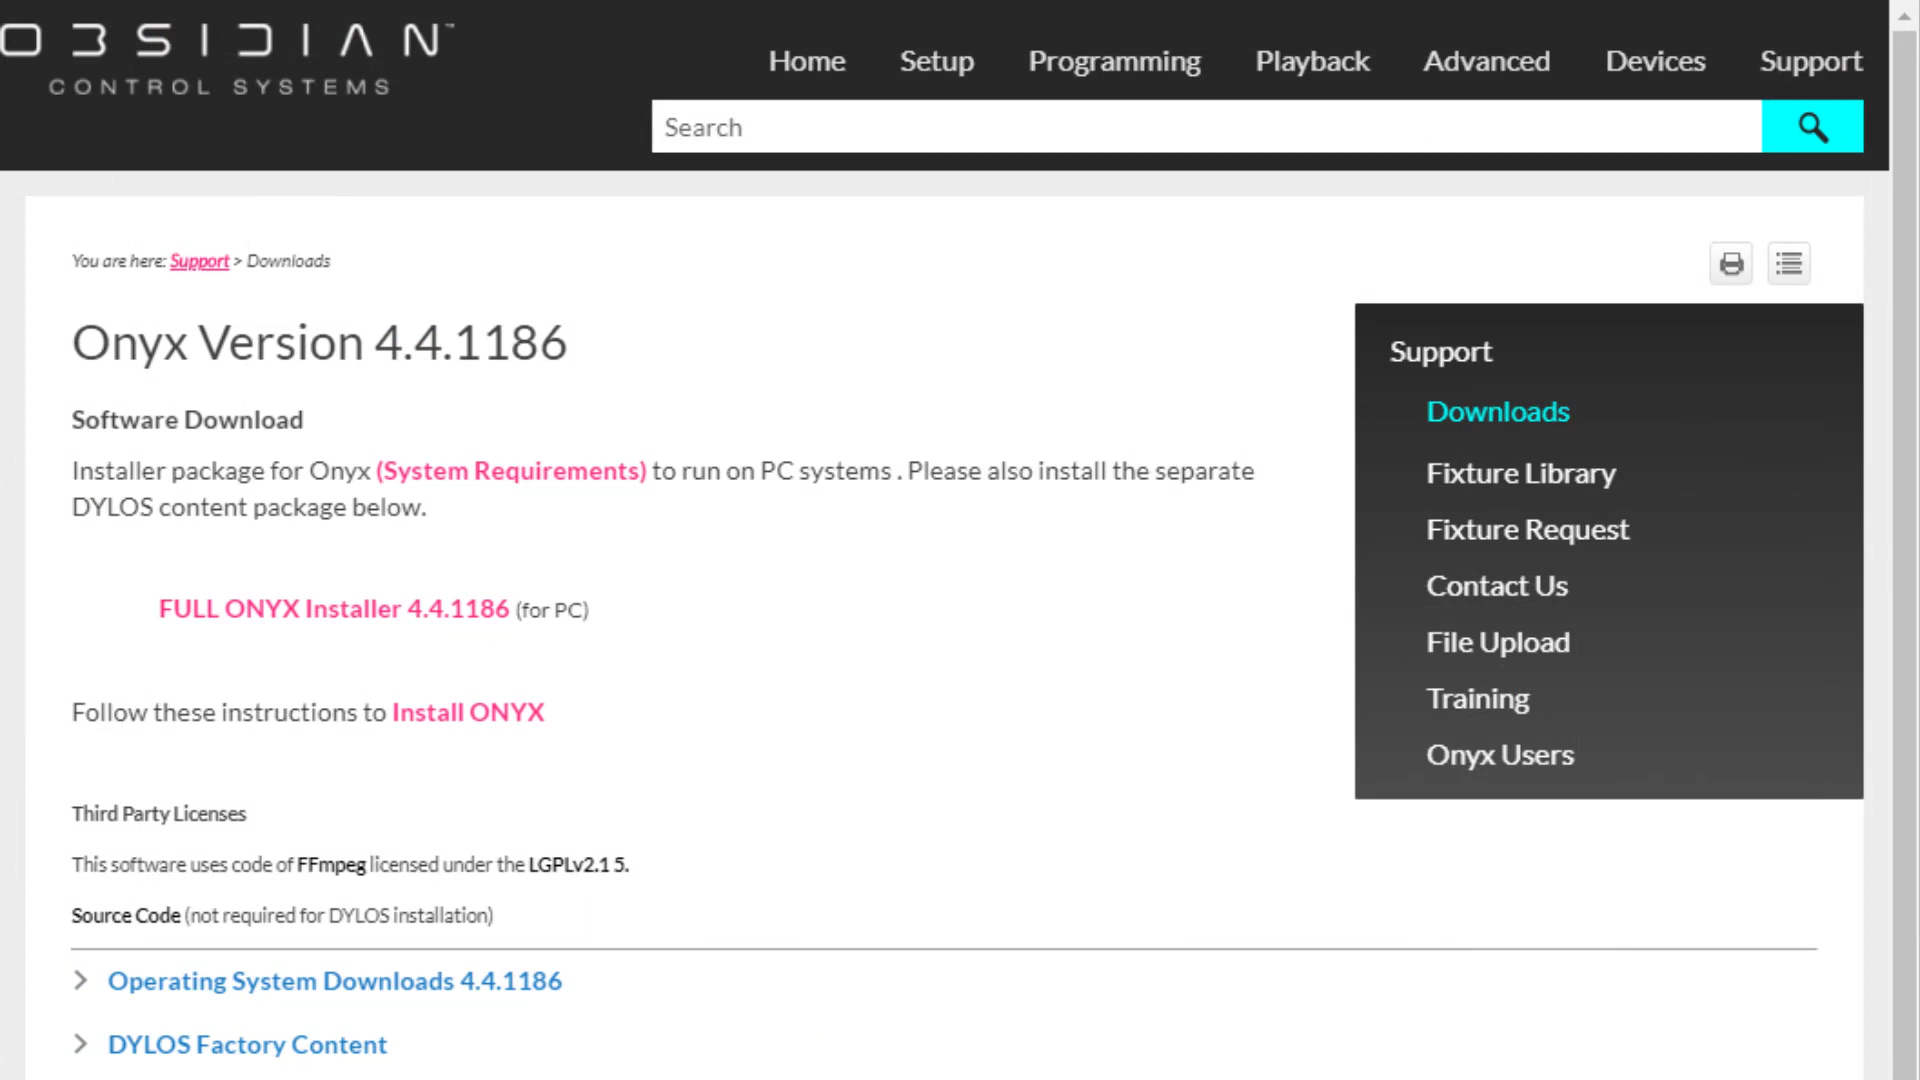 OBSIDIAN™
CONTROL SYSTEMS
Home Setup Programming Playback Advanced Devices Support
Search
You are here: Support > Downloads
Onyx Version 4.4.1186
Software Download
Installer package for Onyx (System Requirements) to run on PC systems . Please also install the separate
DYLOS content package below.
FULL ONYX Installer 4.4.1186 (for PC)
Follow these instructions to Install ONYX
Third Party Licenses
This software uses code of FFmpeg licensed under the LGPLv2.1 5.
Source Code (not required for DYLOS installation)
Operating System Downloads 4.4.1186
DYLOS Factory Content
Support
Downloads
Fixture Library
Fixture Request
Contact Us
File Upload
Training
Onyx Users